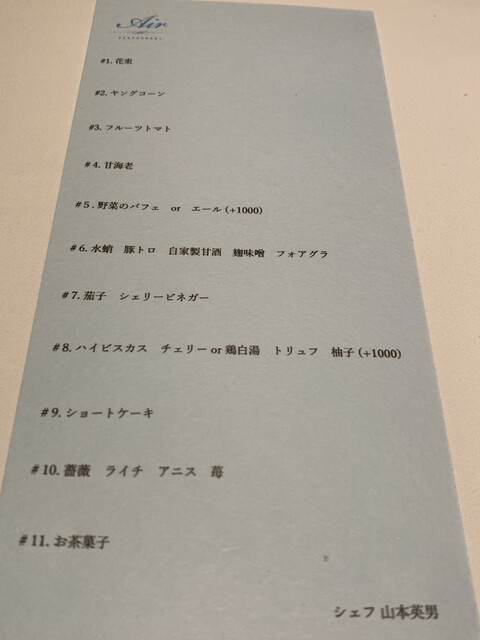 Air
RESTAURANT
#1. 花束
#2. ヤングコーン
#3. フルーツトマト
#4. 甘海老
#5. 野菜のパフェ or エール (+1000)
#6. 水蛸 豚トロ 自家製甘酒 麹味噌 フォアグラ
#7. 茄子 シェリービネガー
#8. ハイビスカス チェリー or 鶏白湯 トリュフ 柚子 (+1000)
#9. ショートケーキ
#10. 薔薇 ライチ アニス 苺
#11. お茶菓子
シェフ 山本英男